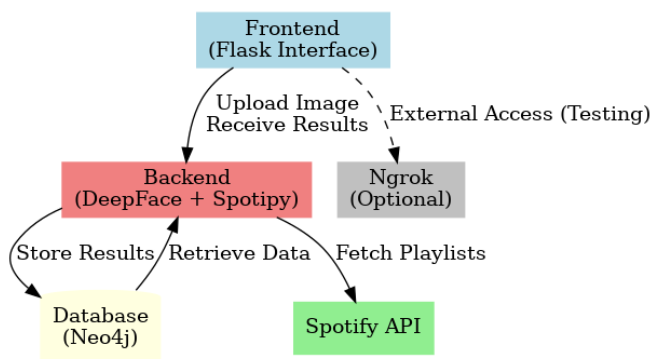 Frontend
(Flask Interface)
Upload Image
Receive Results
External Access (Testing)
Backend
(DeepFace + Spotipy)
Ngrok
(Optional)
Store Results
Retrieve Data
Fetch Playlists
Database
(Neo4j)
Spotify API